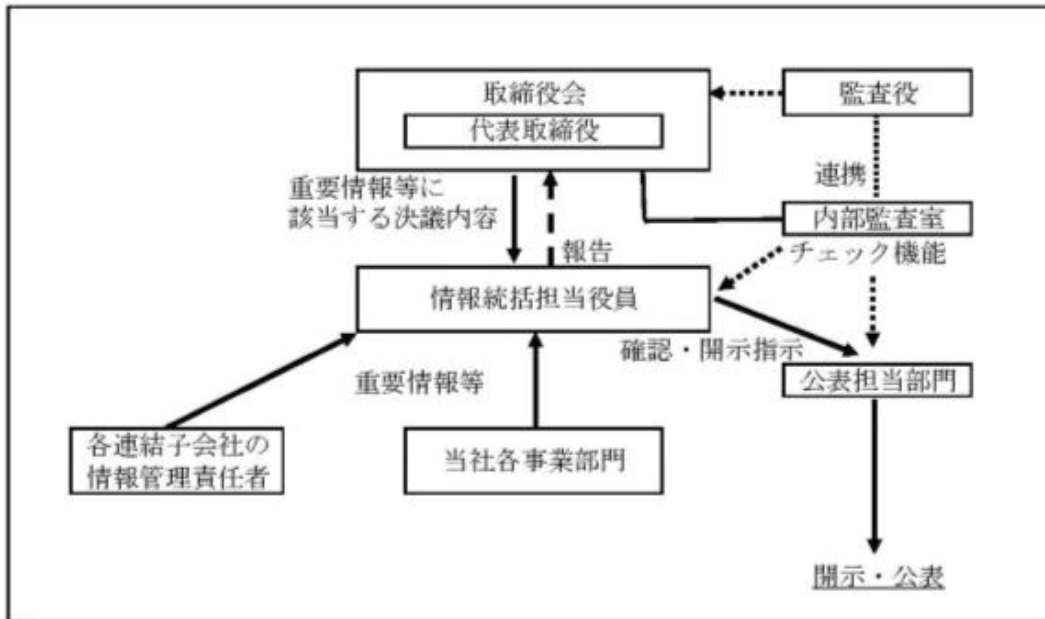 取締役会
代表取締役
監査役
重要情報等に
該当する決議内容
報告
連携
内部監査室
チェック機能
情報統括担当役員
確認・開示指示
重要情報等
公表担当部門
各連結子会社の
情報管理責任者
当社各事業部門
開示・公表